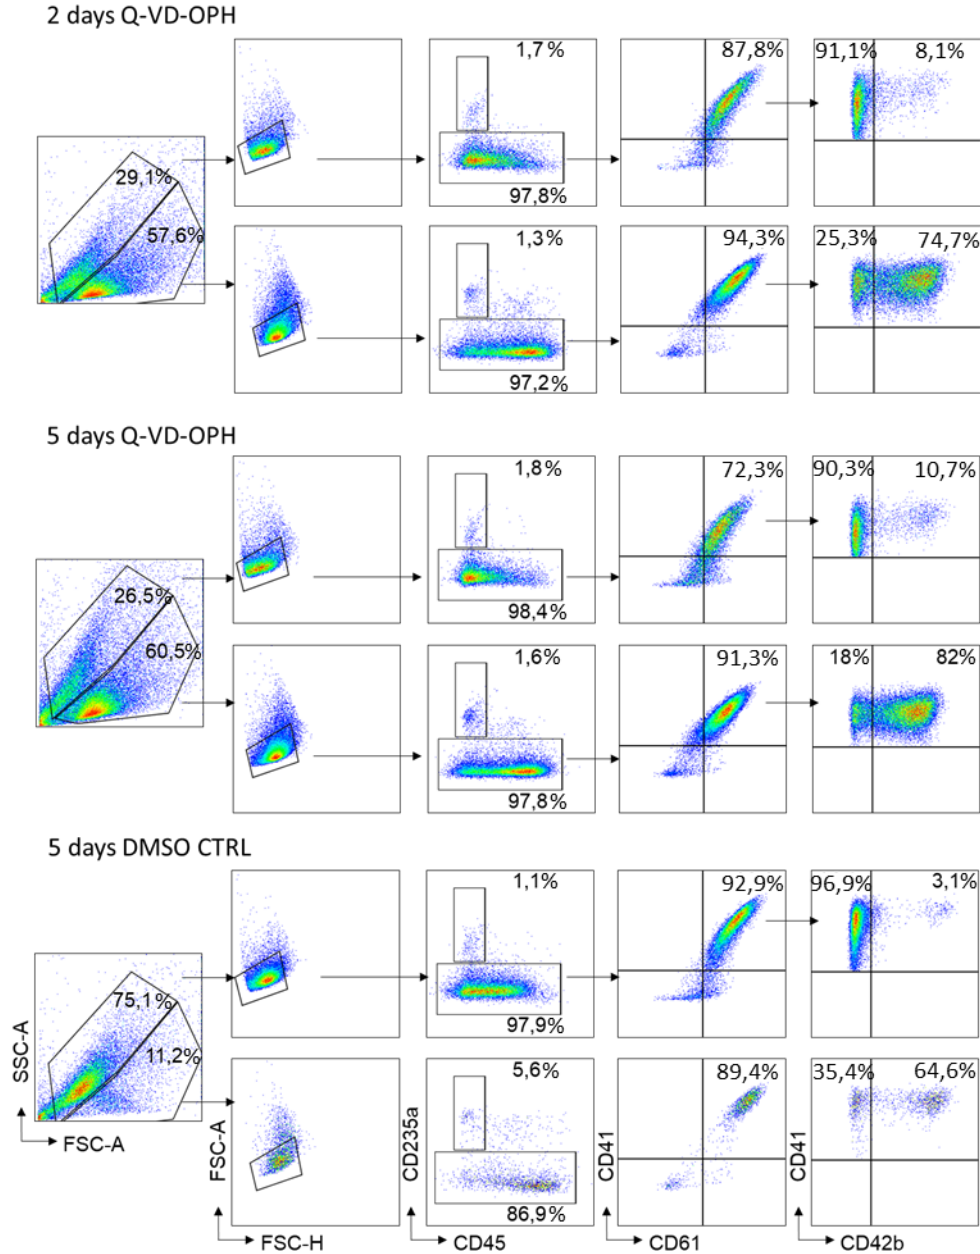 2 days Q-VD-OPH
1,7%
87,8%
91,1%
8,1%
29,1%
57,6%
97,8%
1,3%
94,3%
25,3%
74,7%
97,2%
5 days Q-VD-OPH
1,8%
72,3%
90,3%
10,7%
26,5%
60,5%
98,4%
1,6%
91,3%
18%
82%
97,8%
5 days DMSO CTRL
1,1%
92,9%
96,9%
3,1%
75,1%
11,2%
97,9%
5,6%
89,4%
35,4%
64,6%
86,9%
SSC-A
FSC-A
FSC-A
FSC-H
CD235a
CD45
CD41
CD61
CD41
CD42b